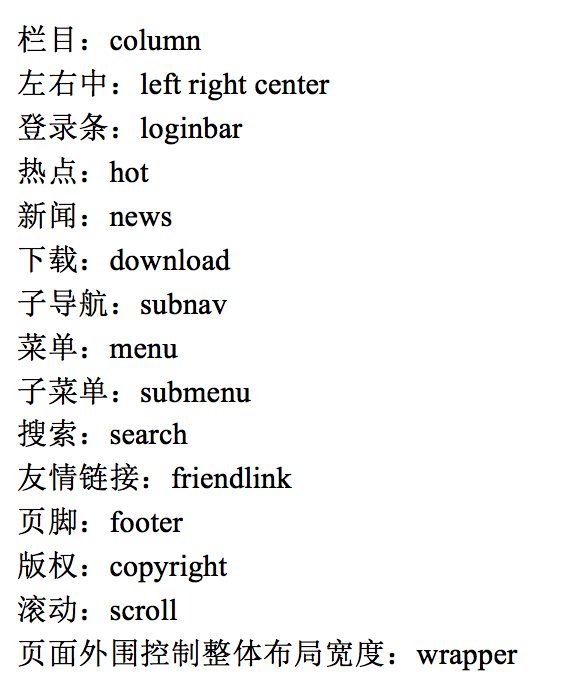 栏目：column
左右中：left right center
登录条：loginbar
热点：hot
新闻：news
下载：download
子导航：subnav
菜单：menu
子菜单：submenu
搜索：search
友情链接：friendlink
页脚：footer
版权：copyright
滚动：scroll
页面外围控制整体布局宽度：wrapper